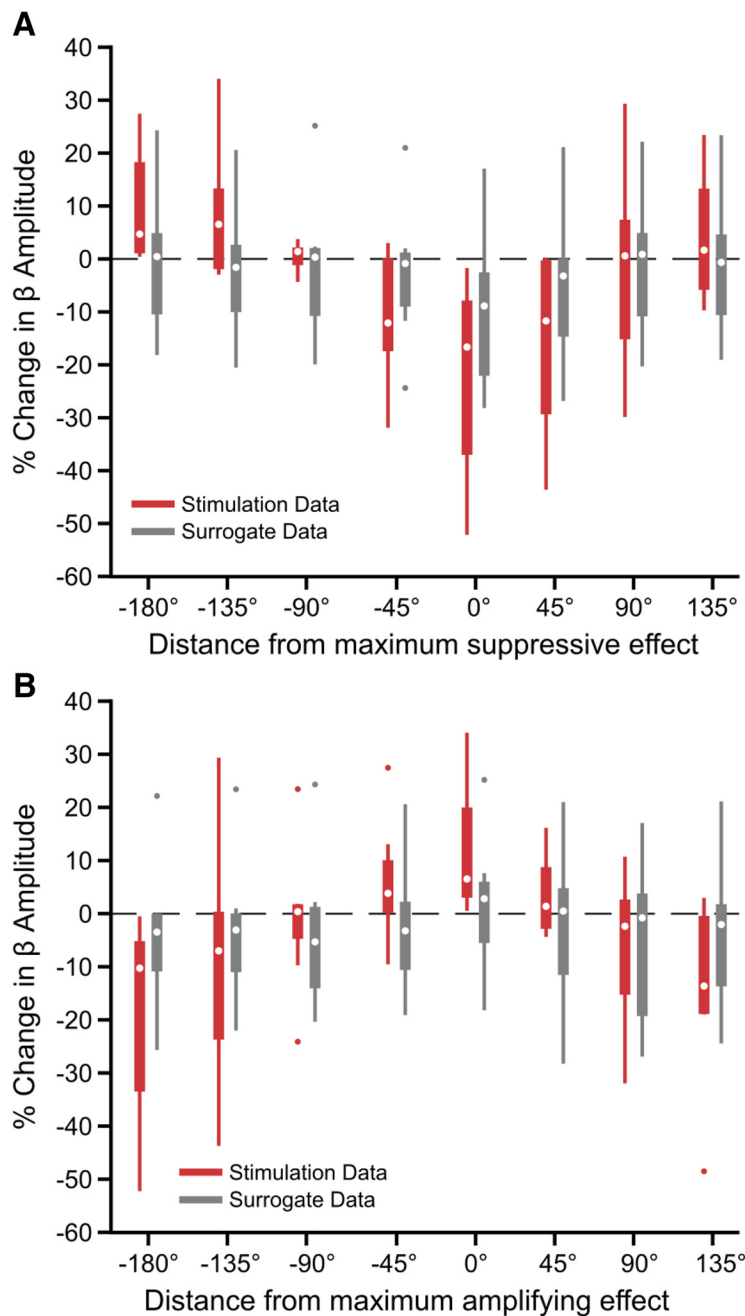 A
40
30
20
10
0
-10
-20
-30
-40
-50
-60
% Change in β Amplitude
Stimulation Data
Surrogate Data
-180° -135° -90° -45° 0° 45° 90° 135°
Distance from maximum suppressive effect
B
40
30
20
10
0
-10
-20
-30
-40
-50
-60
% Change in β Amplitude
Stimulation Data
Surrogate Data
-180° -135° -90° -45° 0° 45° 90° 135°
Distance from maximum amplifying effect